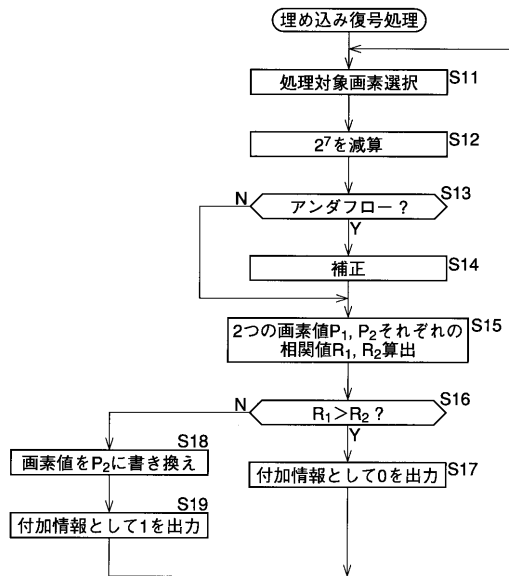 埋め込み復号処理
処理対象画素選択
S11
2⁷を減算
S12
アンダフロー？
S13
N
Y
補正
S14
2つの画素値P₁, P₂それぞれの
相関値R₁, R₂算出
S15
R₁>R₂？
S16
N
Y
画素値をP₂に書き換え
S18
付加情報として0を出力
S17
付加情報として1を出力
S19